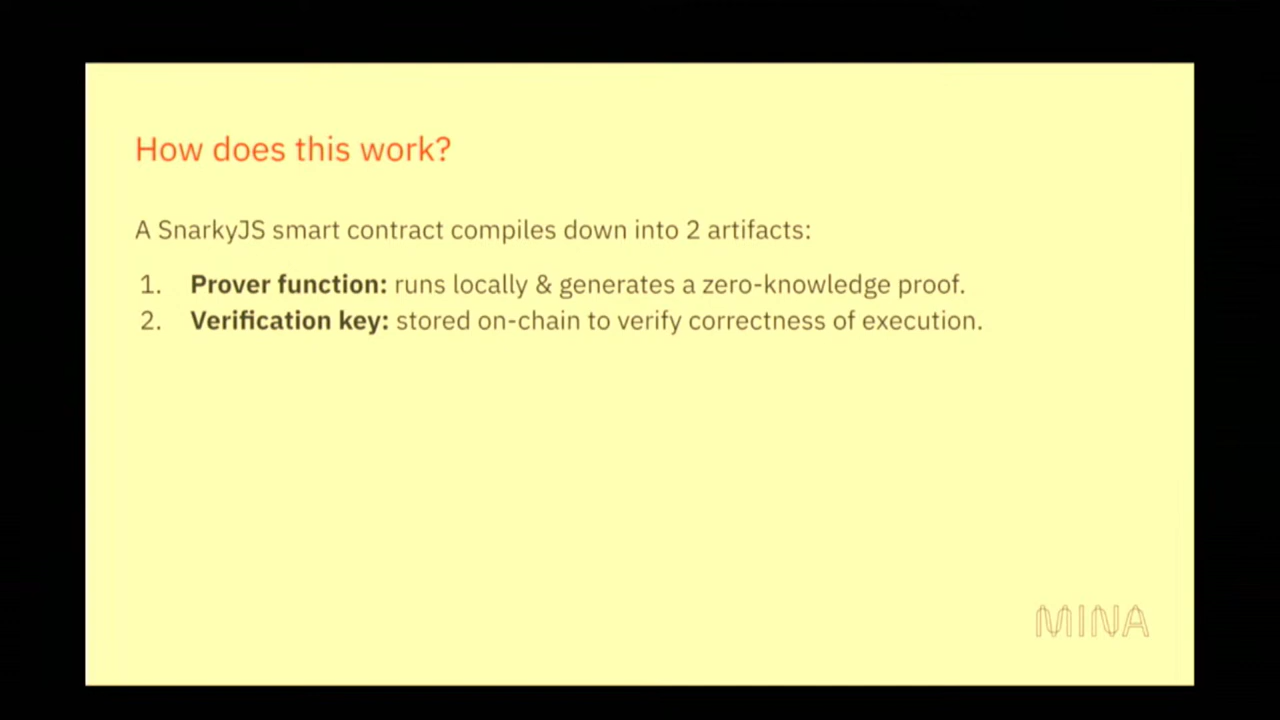 How does this work?
A SnarkyJS smart contract compiles down into 2 artifacts:
1. Prover function: runs locally & generates a zero-knowledge proof.
2. Verification key: stored on-chain to verify correctness of execution.
MINA